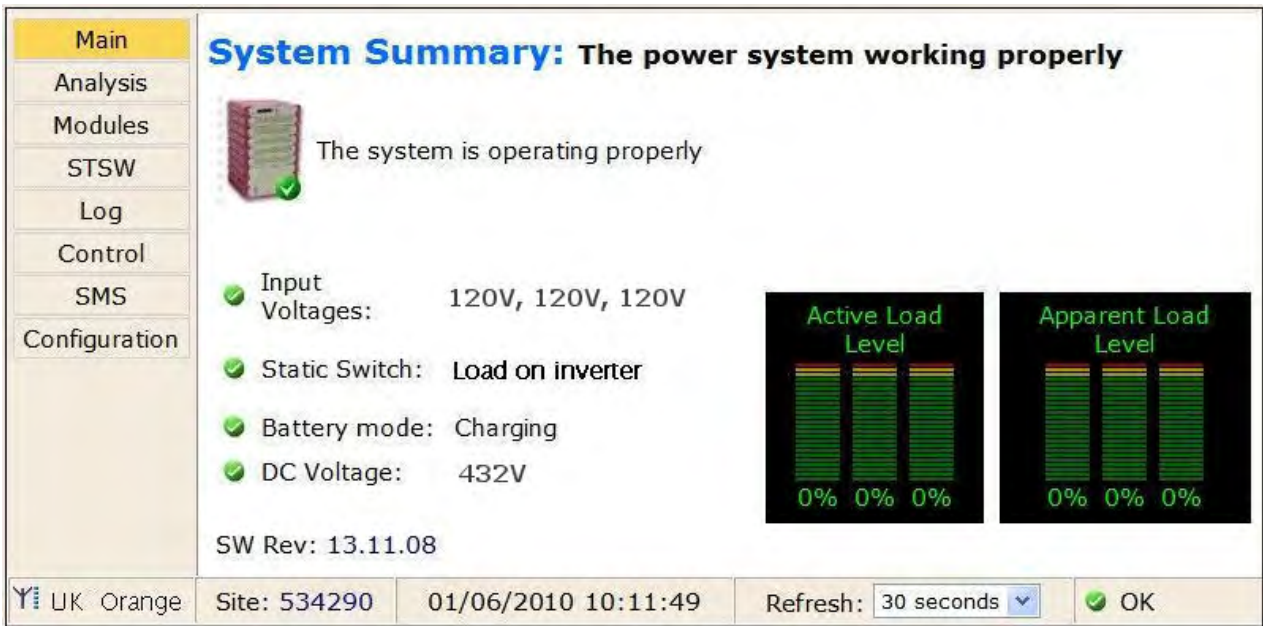 Main
Analysis
Modules
STSW
Log
Control
SMS
Configuration
System Summary: The power system working properly
The system is operating properly
Input
Voltages:
120V, 120V, 120V
Static Switch: Load on inverter
Battery mode: Charging
DC Voltage: 432V
SW Rev: 13.11.08
Active Load
Level
0% 0% 0%
Apparent Load
Level
0% 0% 0%
UK Orange
Site: 534290
01/06/2010 10:11:49
Refresh: 30 seconds
OK